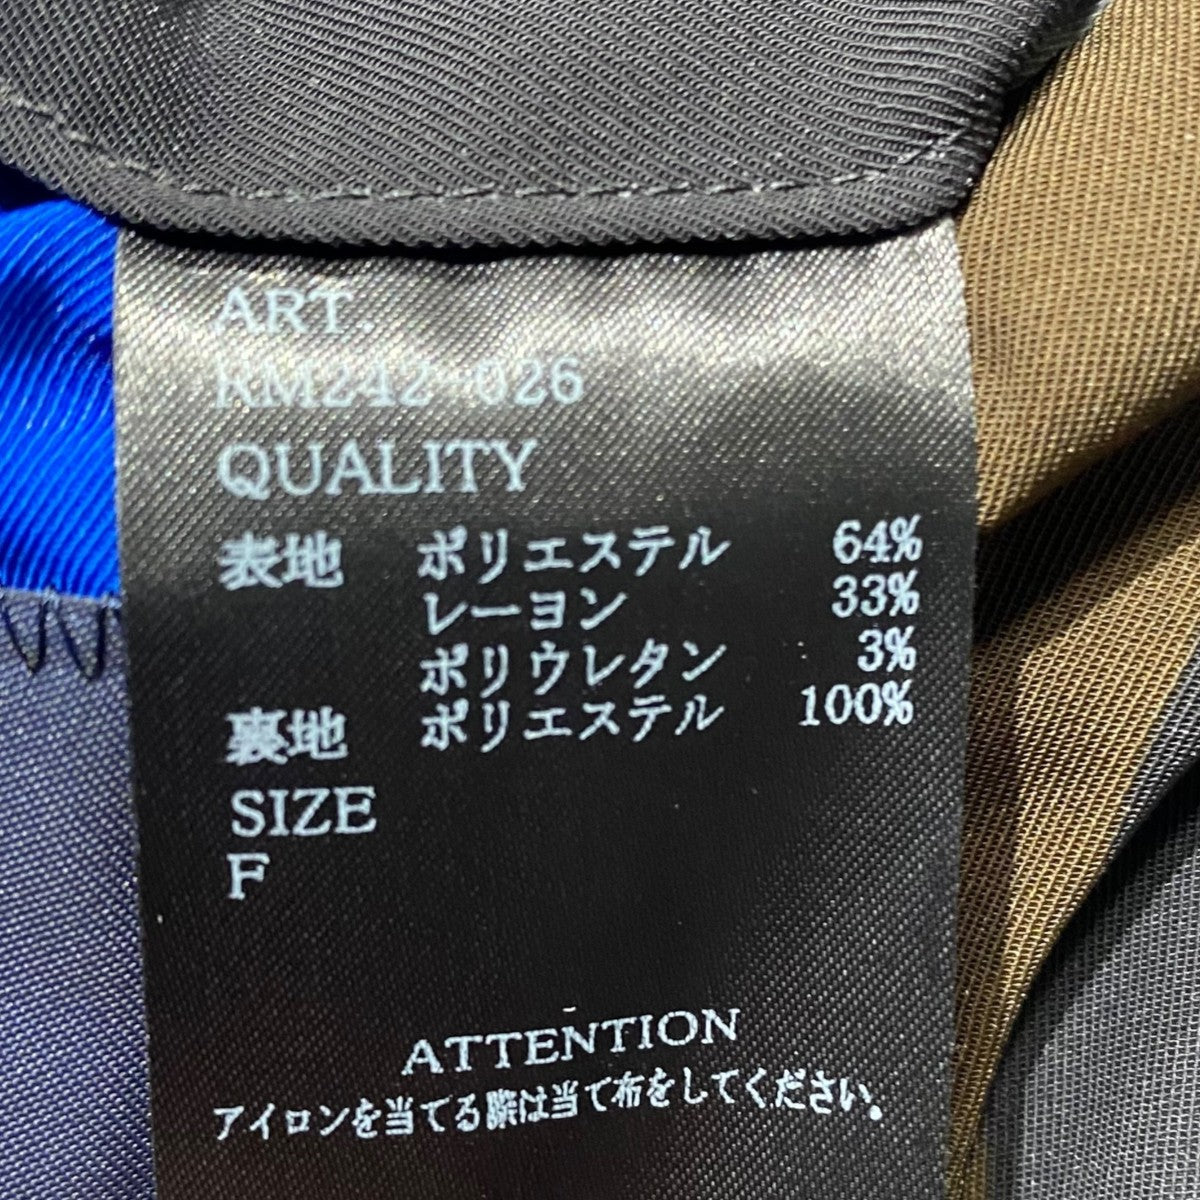 ART.
RM242-026
QUALITY
表地 ポリエステル 64%
レーヨン 33%
ポリウレタン 3%
裏地 ポリエステル 100%
SIZE
F
ATTENTION
アイロンを当てる際は当て布をしてください。